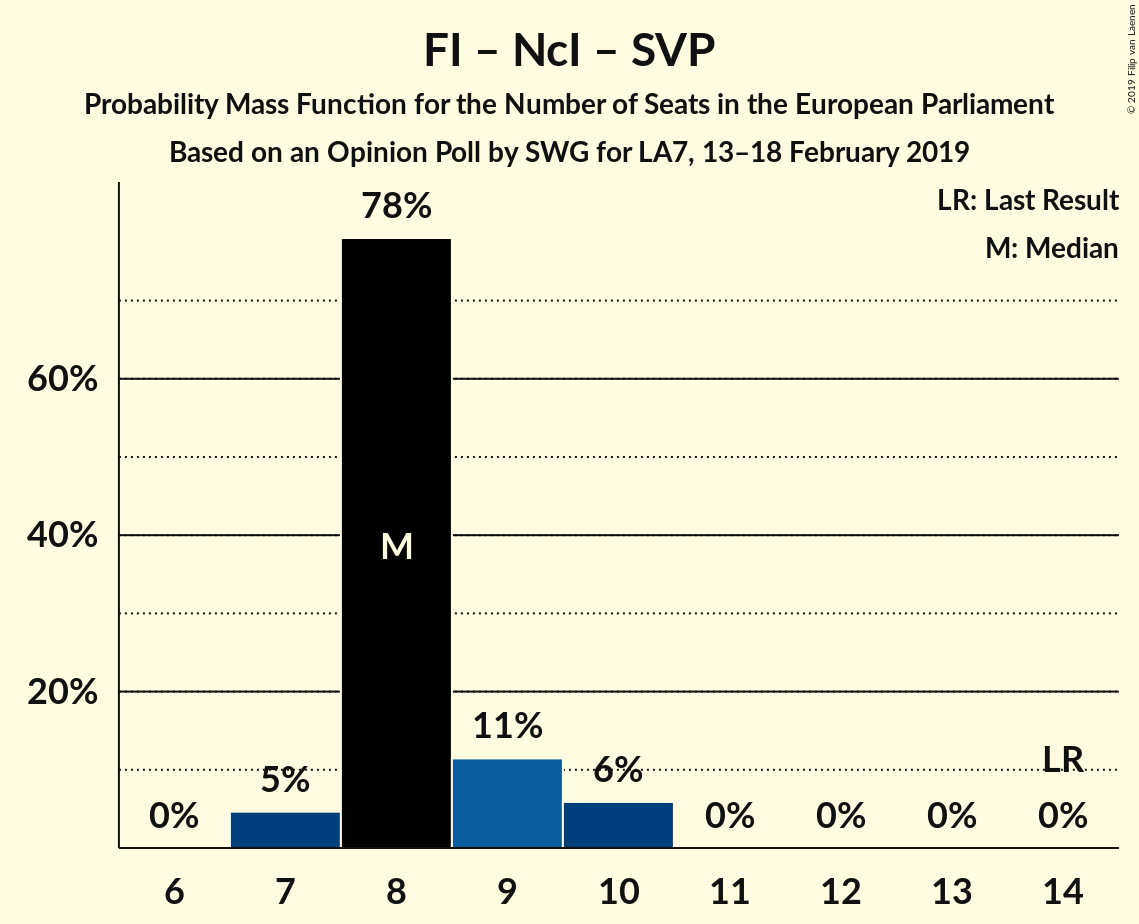 FI – NcI – SVP
Probability Mass Function for the Number of Seats in the European Parliament
Based on an Opinion Poll by SWG for LA7, 13–18 February 2019
© 2019 Filip van Laenen
LR: Last Result
M: Median
78%
60%
40%
M
20%
11%
5%
6%
LR
0%
0%
0%
0%
0%
6 7 8 9 10 11 12 13 14